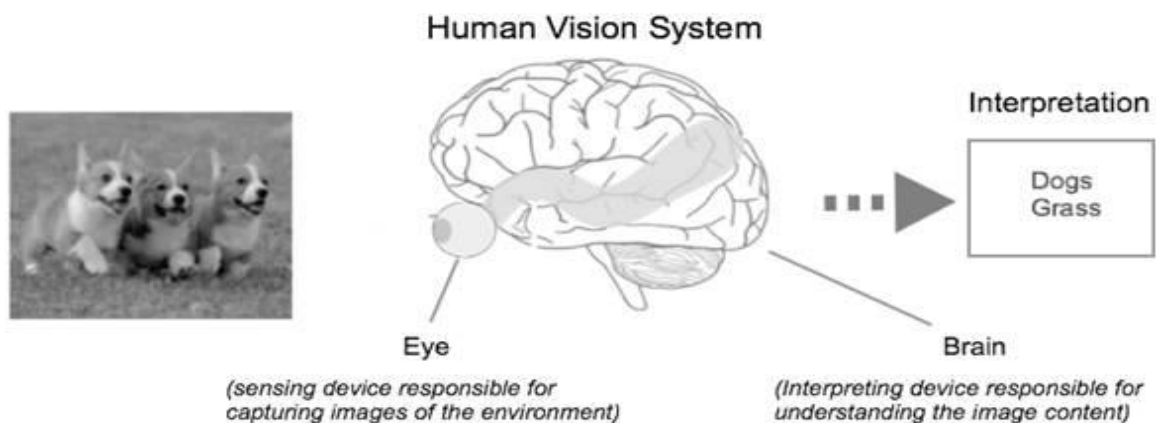 Human Vision System
Interpretation
Dogs
Grass
Eye
(sensing device responsible for
capturing images of the environment)
Brain
(Interpreting device responsible for
understanding the image content)